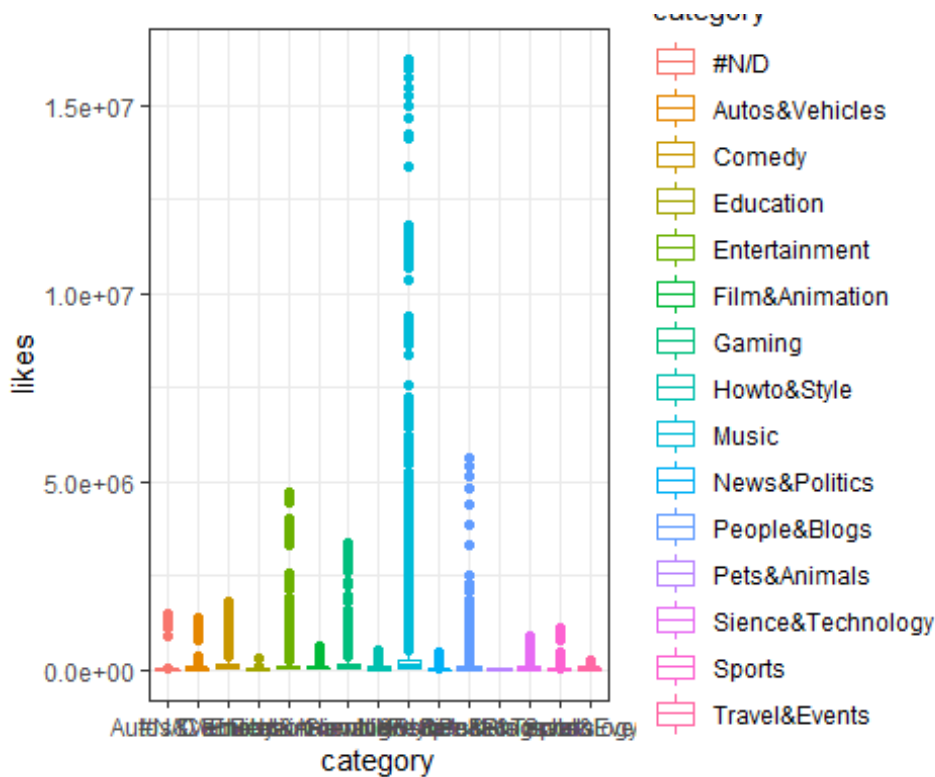 category
#N/D
Autos&Vehicles
Comedy
Education
Entertainment
Film&Animation
Gaming
Howto&Style
Music
News&Politics
People&Blogs
Pets&Animals
Sience&Technology
Sports
Travel&Events
likes
1.5e+07
1.0e+07
5.0e+06
0.0e+00
category